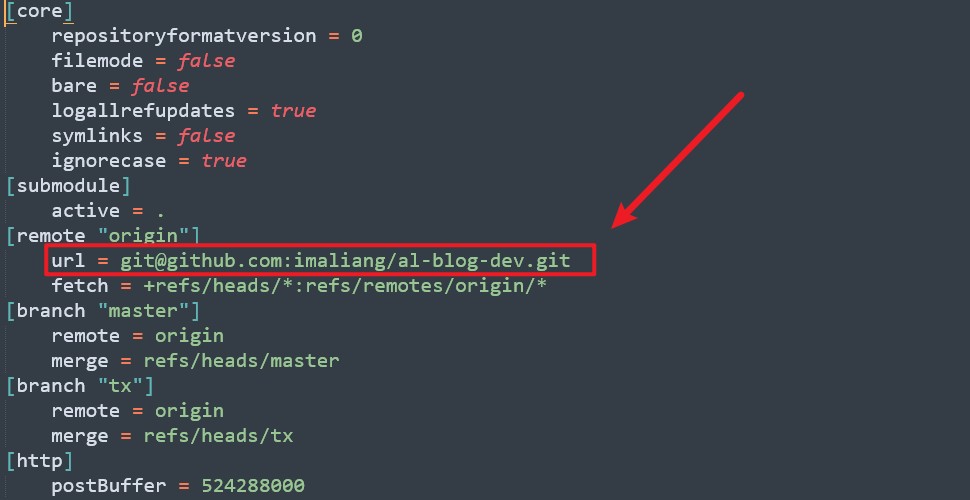 [core]
repositoryformatversion = 0
filemode = false
bare = false
logallrefupdates = true
symlinks = false
ignorecase = true
[submodule]
active = .
[remote "origin"]
url = git@github.com:imaliang/al-blog-dev.git
fetch = +refs/heads/*:refs/remotes/origin/*
[branch "master"]
remote = origin
merge = refs/heads/master
[branch "tx"]
remote = origin
merge = refs/heads/tx
[http]
postBuffer = 524288000